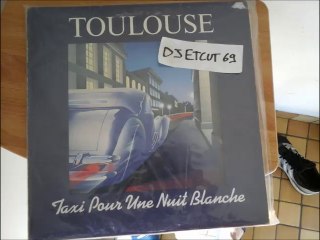 TOULOUSE
DJ ETCUT 69
Taxi Pour Une Nuit Blanche